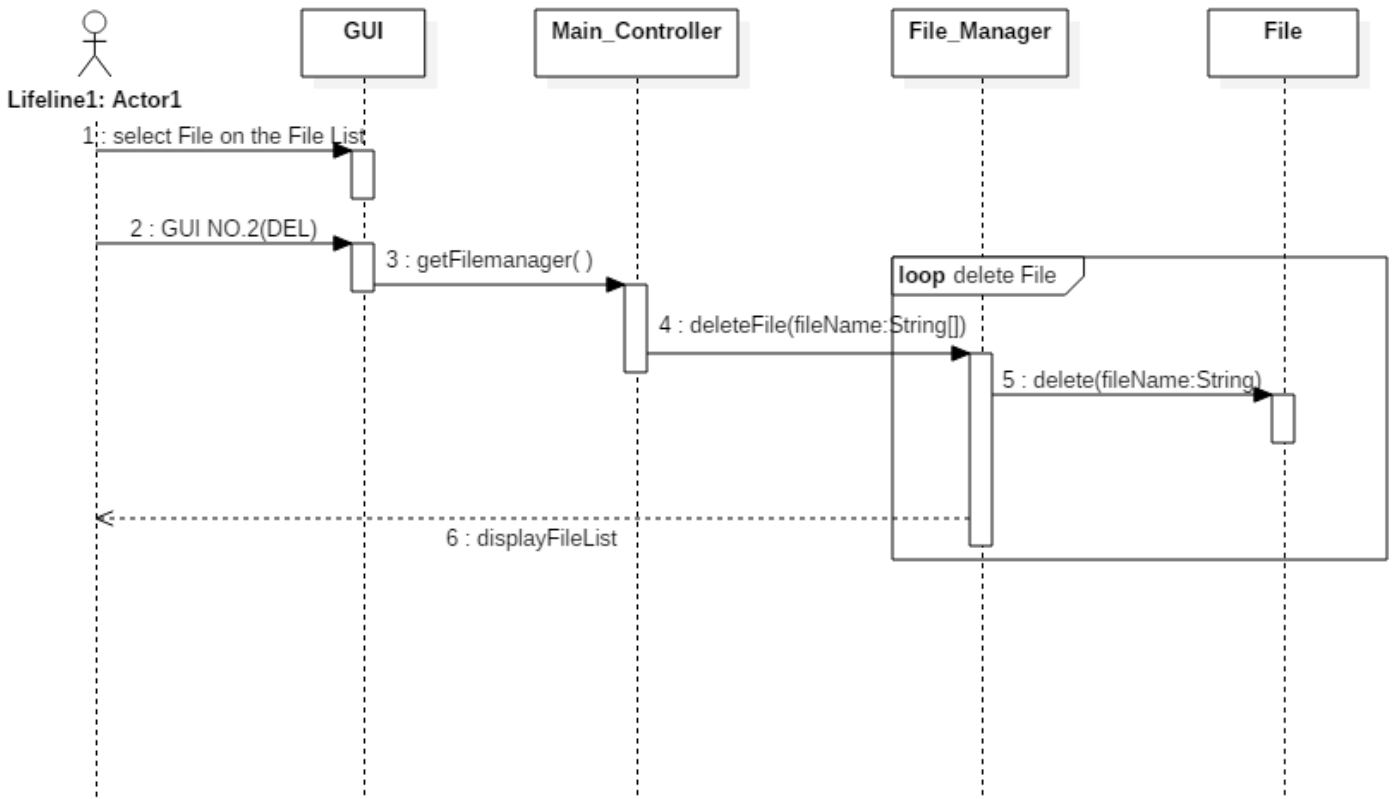 GUI
Main_Controller
File_Manager
File
Lifeline1: Actor1
1 : select File on the File List
2 : GUI NO.2(DEL)
3 : getFilemanager( )
loop delete File
4 : deleteFile(fileName:String[])
5 : delete(fileName:String)
6 : displayFileList